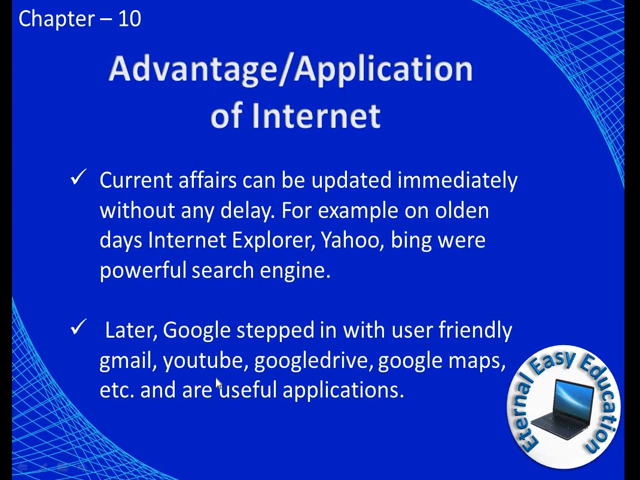 Chapter – 10
Advantage/Application
of Internet
✓ Current affairs can be updated immediately
without any delay. For example on olden
days Internet Explorer, Yahoo, bing were
powerful search engine.
✓ Later, Google stepped in with user friendly
gmail, youtube, googledrive, google maps,
etc. and are useful applications.
Eternal Easy Education